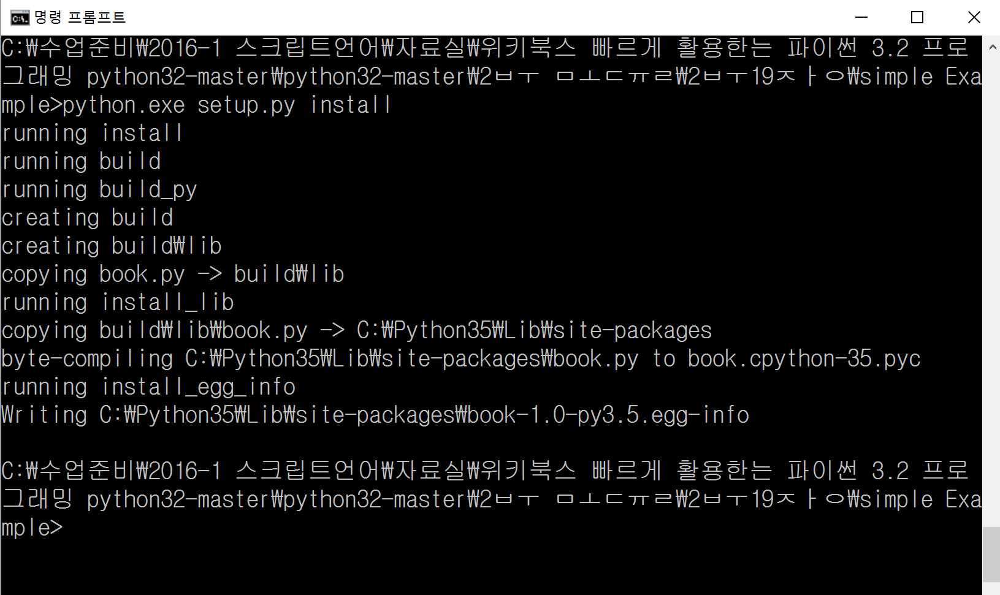 명령 프롬프트
C:₩수업준비₩2016-1 스크립트언어₩자료실₩위키북스 빠르게 활용한는 파이썬 3.2 프로
그래밍 python32-master₩python32-master₩2ㅂㅜ ㅁㅗㄷㅠㄹ₩2ㅂㅜ19ㅈㅏㅇ₩simple Exa
mple>python.exe setup.py install
running install
running build
running build_py
creating build
creating build₩lib
copying book.py -> build₩lib
running install_lib
copying build₩lib₩book.py -> C:₩Python35₩Lib₩site-packages
byte-compiling C:₩Python35₩Lib₩site-packages₩book.py to book.cpython-35.pyc
running install_egg_info
Writing C:₩Python35₩Lib₩site-packages₩book-1.0-py3.5.egg-info
C:₩수업준비₩2016-1 스크립트언어₩자료실₩위키북스 빠르게 활용한는 파이썬 3.2 프로
그래밍 python32-master₩python32-master₩2ㅂㅜ ㅁㅗㄷㅠㄹ₩2ㅂㅜ19ㅈㅏㅇ₩simple Exa
mple>